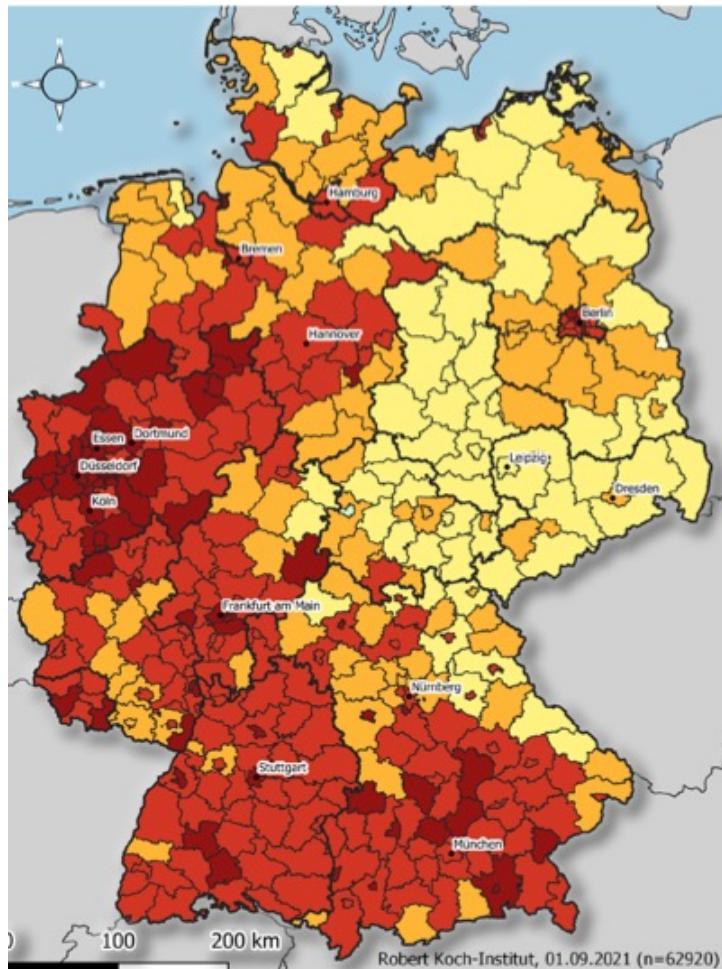 Hamburg
Bremen
Berlin
Hannover
Essen
Dortmund
Düsseldorf
Leipzig
Köln
Dresden
Frankfurt am Main
Nürnberg
Stuttgart
München
0 100 200 km
Robert Koch-Institut, 01.09.2021 (n=62920)